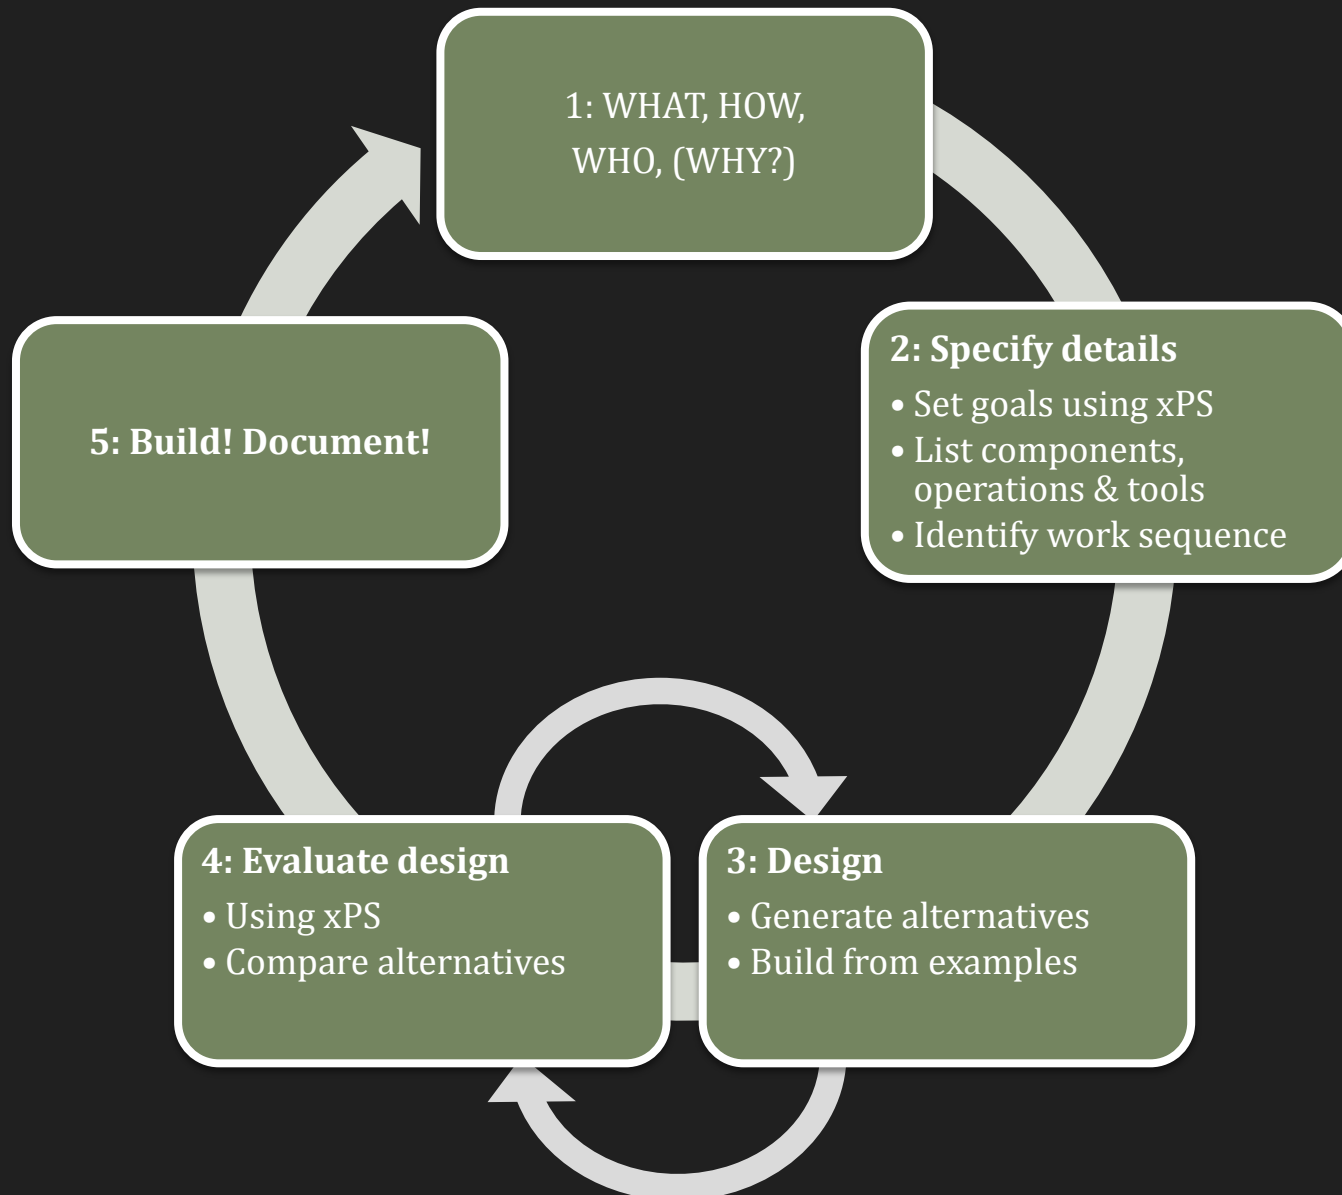 1: WHAT, HOW,
WHO, (WHY?)
2: Specify details
• Set goals using xPS
• List components,
operations & tools
• Identify work sequence
3: Design
• Generate alternatives
• Build from examples
4: Evaluate design
• Using xPS
• Compare alternatives
5: Build! Document!